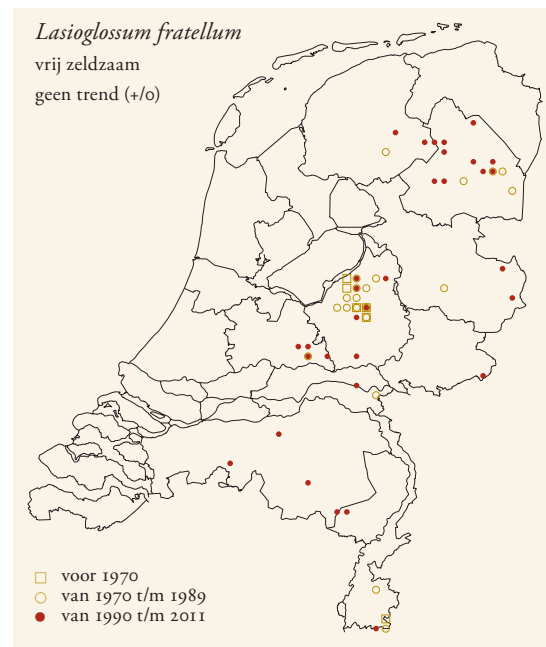 Lasioglossum fratellum
vrij zeldzaam
geen trend (+/0)
voor 1970
van 1970 t/m 1989
van 1990 t/m 2011